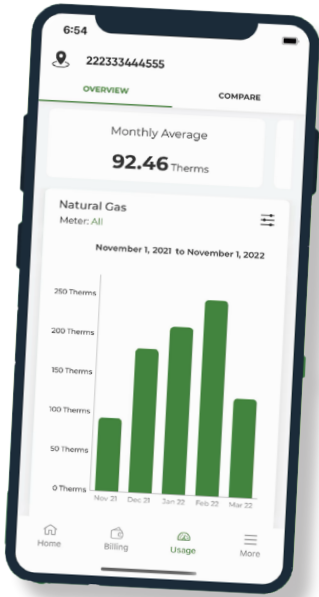 6:54
222333444555
OVERVIEW COMPARE
Monthly Average
92.46 Therms
Natural Gas
Meter: All
November 1, 2021 to November 1, 2022
250 Therms
200 Therms
150 Therms
100 Therms
50 Therms
0 Therms
Nov 21 Dec 21 Jan 22 Feb 22 Mar 22
Home Billing Usage More